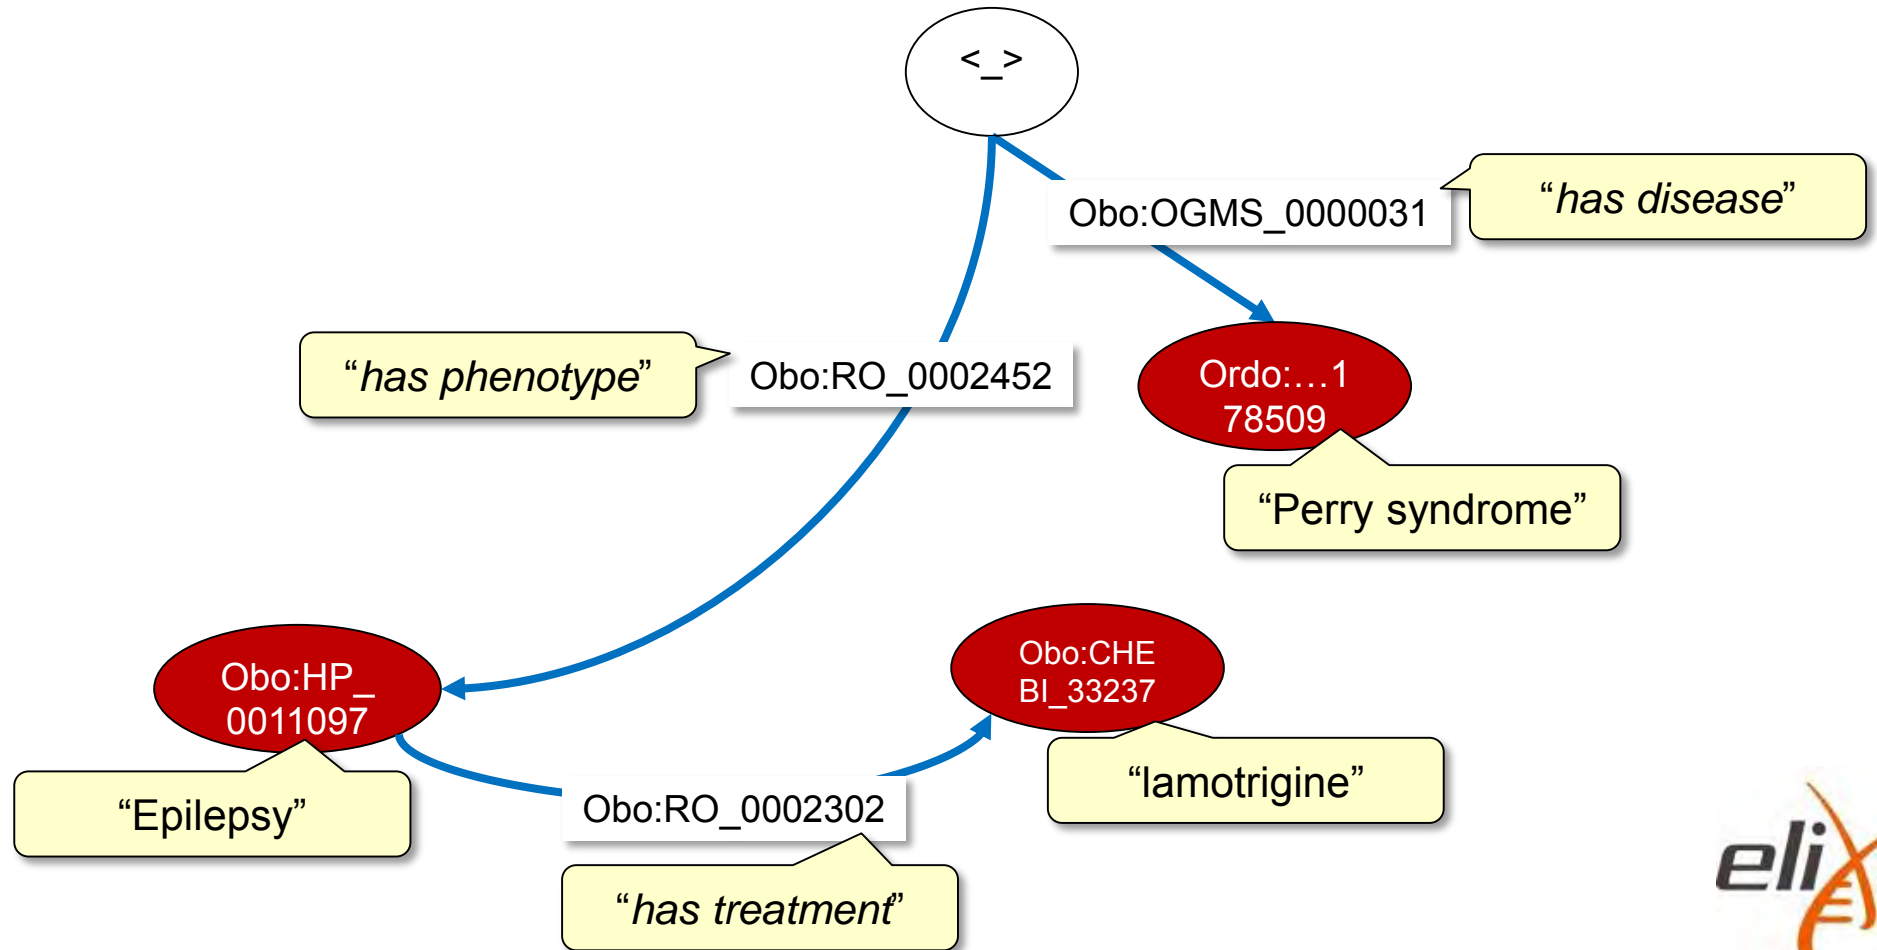 <_>
Obo:OGMS_0000031
“has disease”
“has phenotype”
Obo:RO_0002452
Ordo:…1
78509
“Perry syndrome”
Obo:HP_
0011097
Obo:CHE
BI_33237
“Epilepsy”
“lamotrigine”
Obo:RO_0002302
“has treatment”
eliX